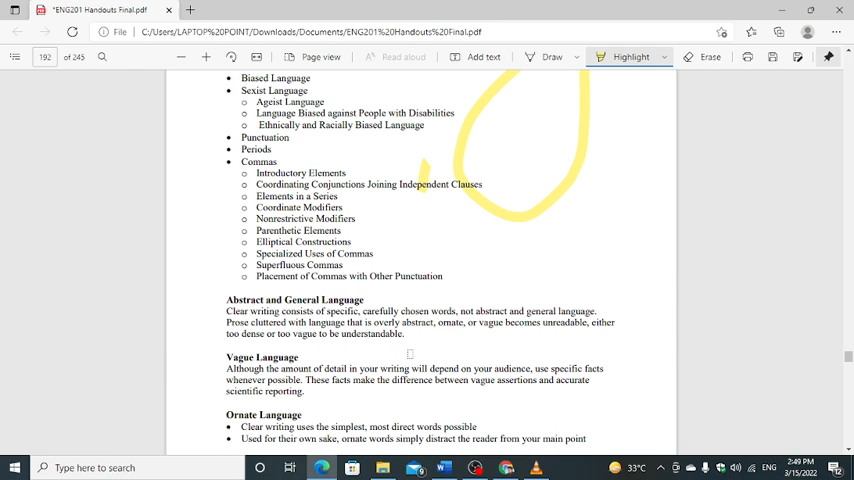 *ENG201 Handouts Final.pdf
File C:/Users/LAPTOP%20POINT/Downloads/Documents/ENG201%20Handouts%20Final.pdf
192 of 245 Page view Read aloud Add text Draw Highlight Erase
• Biased Language
• Sexist Language
o Ageist Language
o Language Biased against People with Disabilities
o Ethnically and Racially Biased Language
• Punctuation
• Periods
• Commas
o Introductory Elements
o Coordinating Conjunctions Joining Independent Clauses
o Elements in a Series
o Coordinate Modifiers
o Nonrestrictive Modifiers
o Parenthetic Elements
o Elliptical Constructions
o Specialized Uses of Commas
o Superfluous Commas
o Placement of Commas with Other Punctuation
Abstract and General Language
Clear writing consists of specific, carefully chosen words, not abstract and general language.
Prose cluttered with language that is overly abstract, ornate, or vague becomes unreadable, either
too dense or too vague to be understandable.
Vague Language
Although the amount of detail in your writing will depend on your audience, use specific facts
whenever possible. These facts make the difference between vague assertions and accurate
scientific reporting.
Ornate Language
• Clear writing uses the simplest, most direct words possible
• Used for their own sake, ornate words simply distract the reader from your main point
Type here to search 9 33°C ENG 2:49 PM
3/15/2022 12